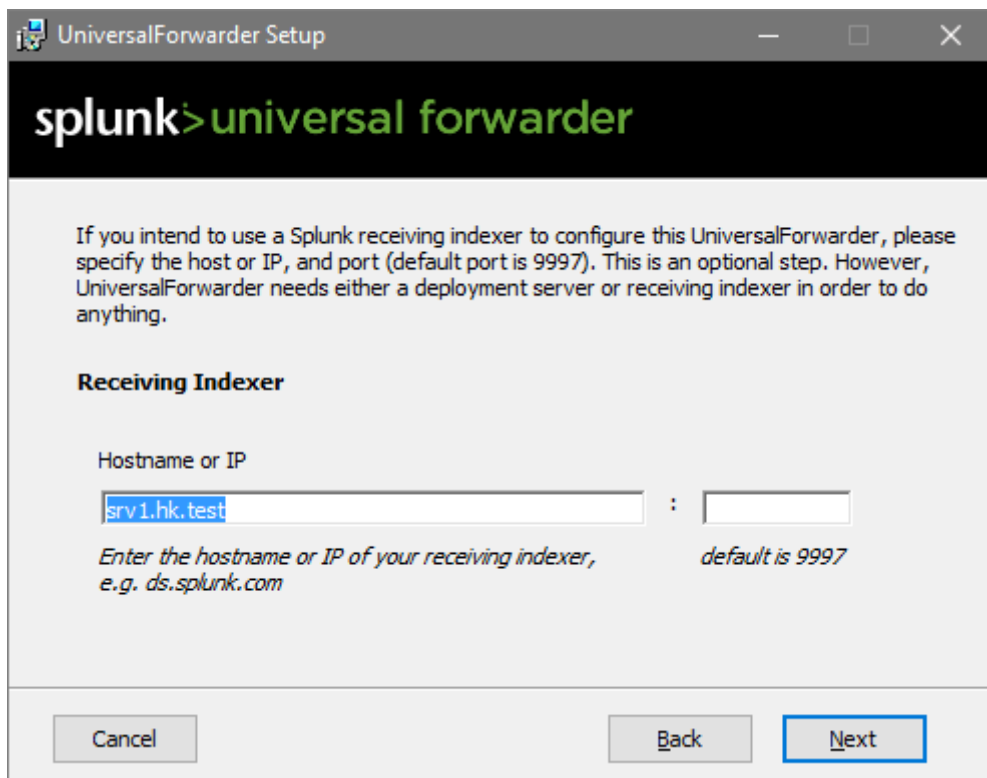 UniversalForwarder Setup
splunk>universal forwarder
If you intend to use a Splunk receiving indexer to configure this UniversalForwarder, please
specify the host or IP, and port (default port is 9997). This is an optional step. However,
UniversalForwarder needs either a deployment server or receiving indexer in order to do
anything.
Receiving Indexer
Hostname or IP
srv1.hk.test :
Enter the hostname or IP of your receiving indexer, default is 9997
e.g. ds.splunk.com
Cancel Back Next